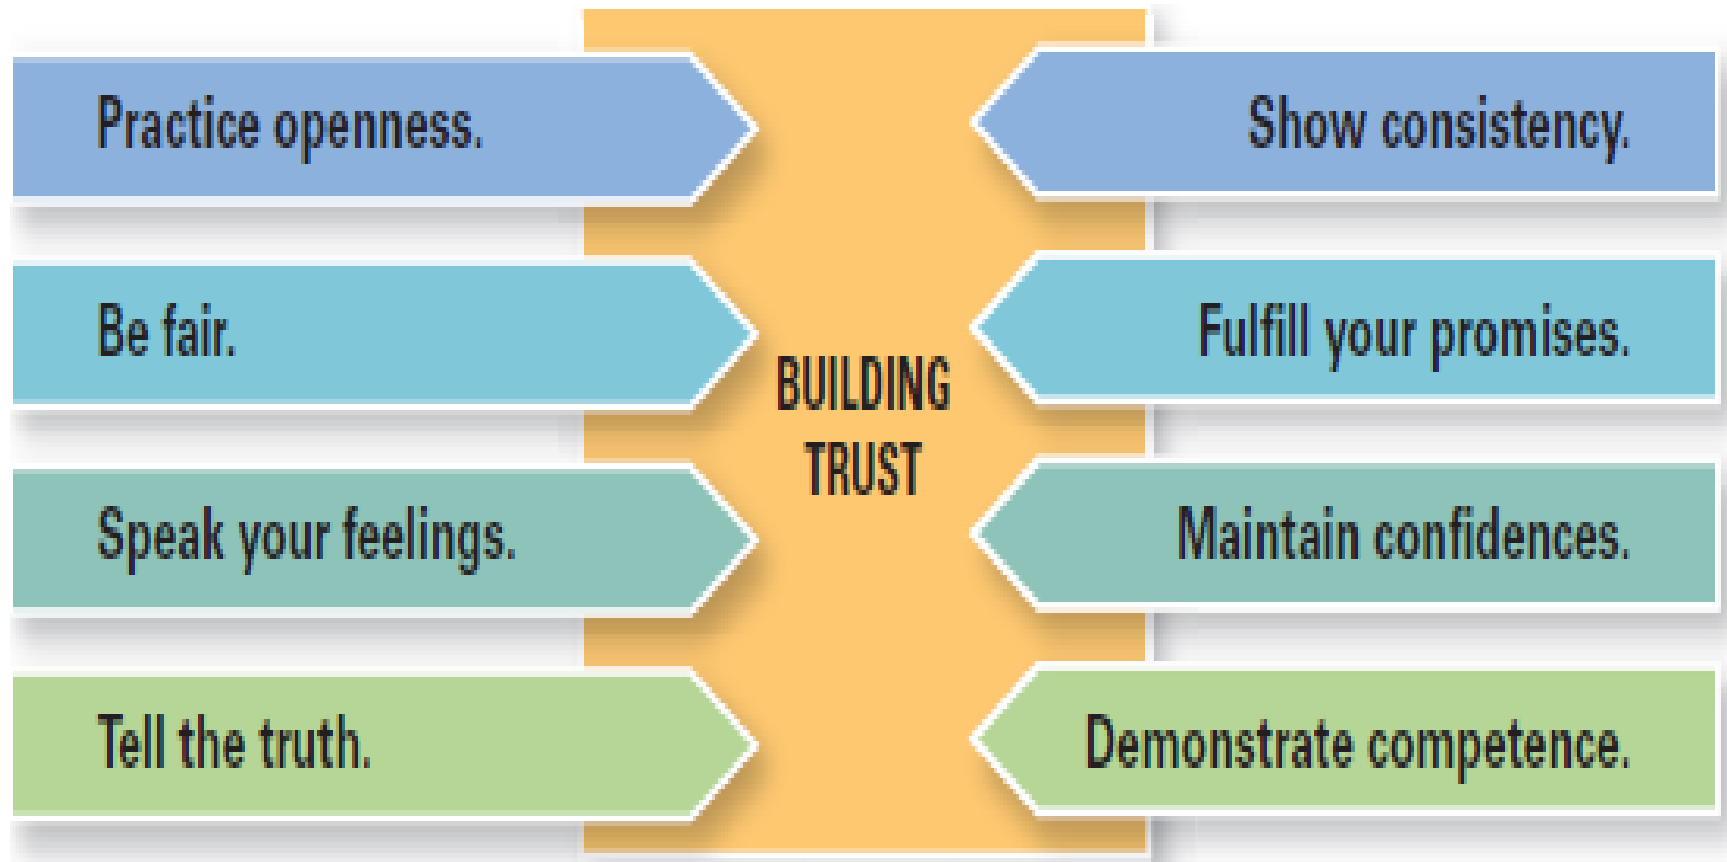 Practice openness.
Show consistency.
Be fair.
Fulfill your promises.
BUILDING
TRUST
Speak your feelings.
Maintain confidences.
Tell the truth.
Demonstrate competence.